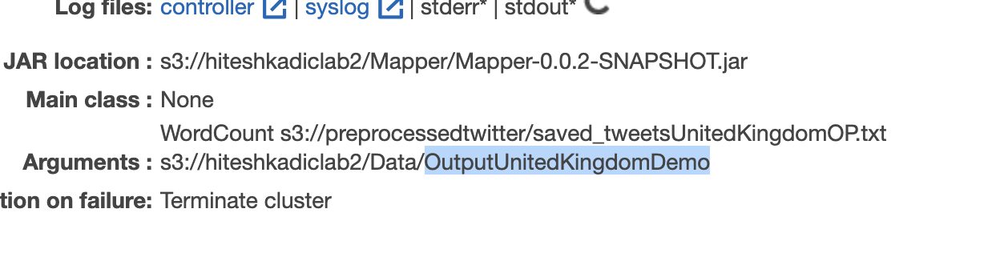 Log files: controller | syslog | stderr* | stdout*
JAR location : s3://hiteshkadiclab2/Mapper/Mapper-0.0.2-SNAPSHOT.jar
Main class : None
WordCount s3://preprocessedtwitter/saved_tweetsUnitedKingdomOP.txt
Arguments : s3://hiteshkadiclab2/Data/OutputUnitedKingdomDemo
tion on failure: Terminate cluster